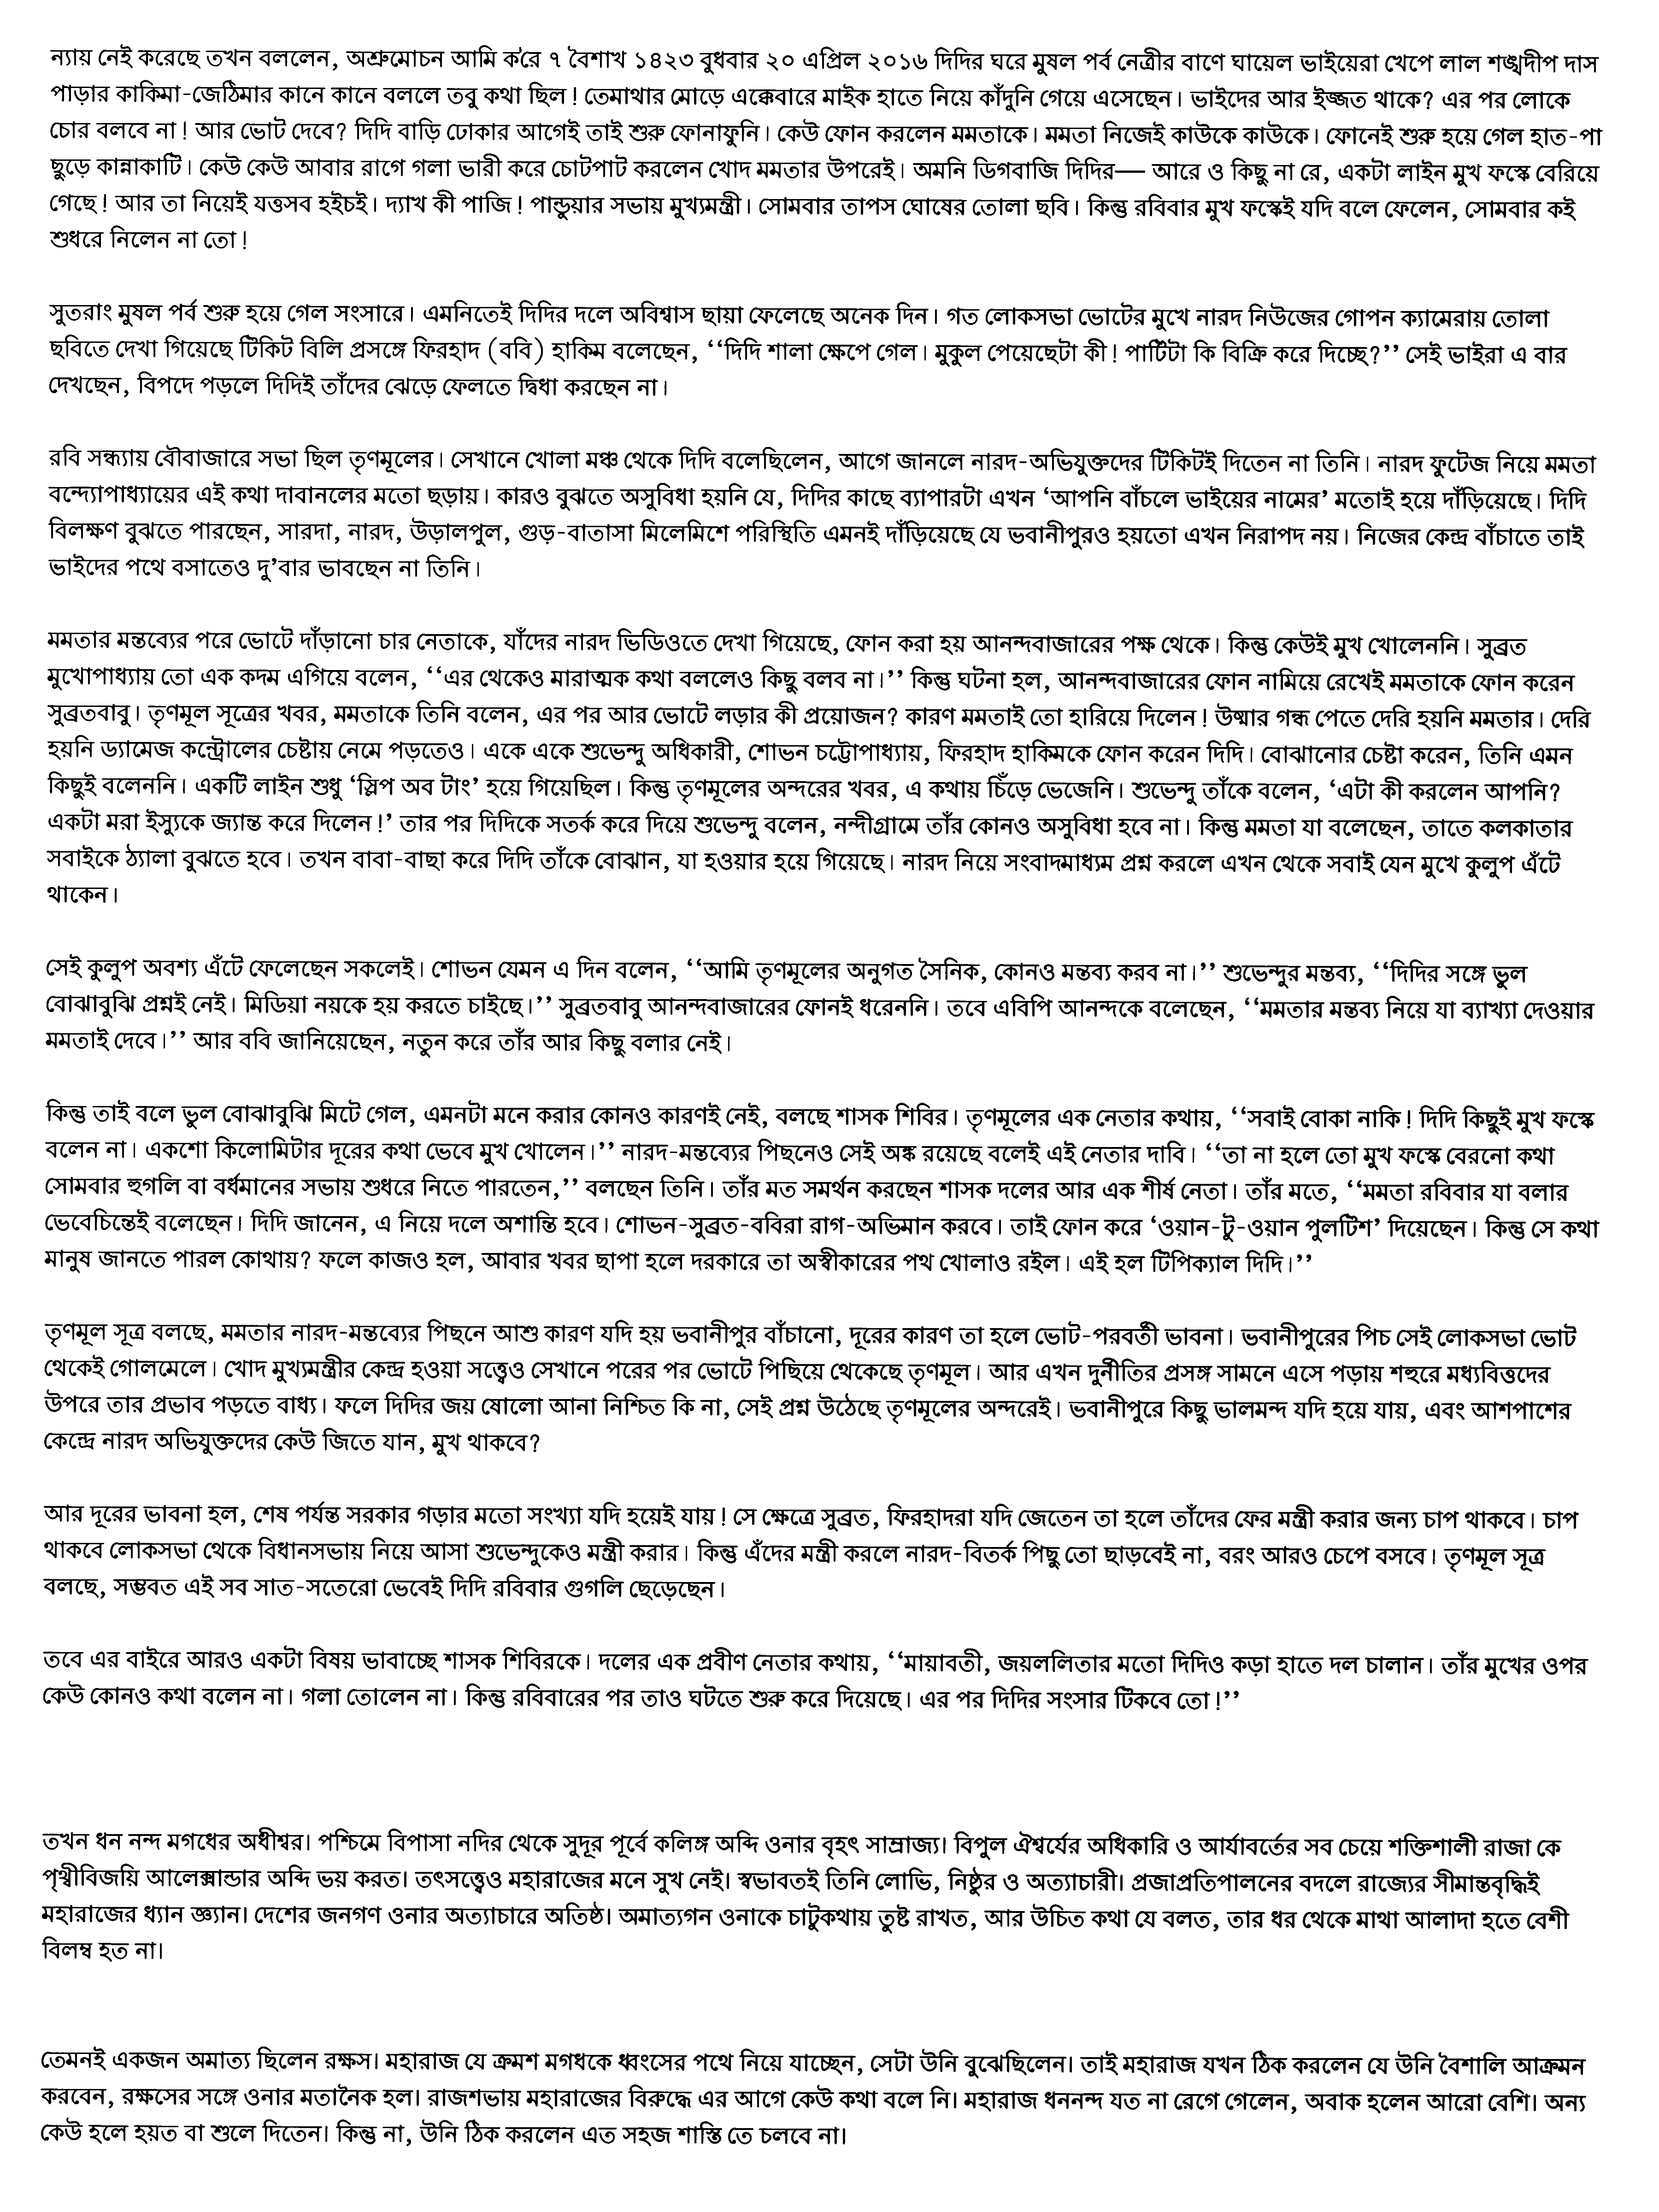 ন্যায় নেই করেছে তখন বললেন, অশ্রুমোচন আমি ক'রে ৭ বৈশাখ ১৪২৩ বুধবার ২০ এপ্রিল ২০১৬ দিদির ঘরে মুষল পর্ব নেত্রীর বাণে ঘায়েল ভাইয়েরা খেপে লাল শঙ্খদীপ দাস
পাড়ার কাকিমা-জেঠিমার কানে কানে বললে তবু কথা ছিল! তেমাথার মোড়ে এক্কেবারে মাইক হাতে নিয়ে কাঁদুনি গেয়ে এসেছেন। ভাইদের আর ইজ্জত থাকে? এর পর লোকে
চোর বলবে না! আর ভোট দেবে? দিদি বাড়ি ঢোকার আগেই তাই শুরু ফোনাফুনি। কেউ ফোন করলেন মমতাকে। মমতা নিজেই কাউকে কাউকে। ফোনেই শুরু হয়ে গেল হাত-পা
ছুড়ে কান্নাকাটি। কেউ কেউ আবার রাগে গলা ভারী করে চোটপাট করলেন খোদ মমতার উপরেই। অমনি ডিগবাজি দিদির— আরে ও কিছু না রে, একটা লাইন মুখ ফস্কে বেরিয়ে
গেছে! আর তা নিয়েই যত্তসব হইচই। দ্যাখ কী পাজি! পান্ডুয়ার সভায় মুখ্যমন্ত্রী। সোমবার তাপস ঘোষের তোলা ছবি। কিন্তু রবিবার মুখ ফস্কেই যদি বলে ফেলেন, সোমবার কই
শুধরে নিলেন না তো!

সুতরাং মুষল পর্ব শুরু হয়ে গেল সংসারে। এমনিতেই দিদির দলে অবিশ্বাস ছায়া ফেলেছে অনেক দিন। গত লোকসভা ভোটের মুখে নারদ নিউজের গোপন ক্যামেরায় তোলা
ছবিতে দেখা গিয়েছে টিকিট বিলি প্রসঙ্গে ফিরহাদ (ববি) হাকিম বলেছেন, ‘‘দিদি শালা ক্ষেপে গেল। মুকুল পেয়েছেটা কী! পার্টিটা কি বিক্রি করে দিচ্ছে?’’ সেই ভাইরা এ বার
দেখছেন, বিপদে পড়লে দিদিই তাঁদের ঝেড়ে ফেলতে দ্বিধা করছেন না।

রবি সন্ধ্যায় বৌবাজারে সভা ছিল তৃণমূলের। সেখানে খোলা মঞ্চ থেকে দিদি বলেছিলেন, আগে জানলে নারদ-অভিযুক্তদের টিকিটই দিতেন না তিনি। নারদ ফুটেজ নিয়ে মমতা
বন্দ্যোপাধ্যায়ের এই কথা দাবানলের মতো ছড়ায়। কারও বুঝতে অসুবিধা হয়নি যে, দিদির কাছে ব্যাপারটা এখন ‘আপনি বাঁচলে ভাইয়ের নামের’ মতোই হয়ে দাঁড়িয়েছে। দিদি
বিলক্ষণ বুঝতে পারছেন, সারদা, নারদ, উড়ালপুল, গুড়-বাতাসা মিলেমিশে পরিস্থিতি এমনই দাঁড়িয়েছে যে ভবানীপুরও হয়তো এখন নিরাপদ নয়। নিজের কেন্দ্র বাঁচাতে তাই
ভাইদের পথে বসাতেও দু’বার ভাবছেন না তিনি।

মমতার মন্তব্যের পরে ভোটে দাঁড়ানো চার নেতাকে, যাঁদের নারদ ভিডিওতে দেখা গিয়েছে, ফোন করা হয় আনন্দবাজারের পক্ষ থেকে। কিন্তু কেউই মুখ খোলেননি। সুব্রত
মুখোপাধ্যায় তো এক কদম এগিয়ে বলেন, ‘‘এর থেকেও মারাত্মক কথা বললেও কিছু বলব না।’’ কিন্তু ঘটনা হল, আনন্দবাজারের ফোন নামিয়ে রেখেই মমতাকে ফোন করেন
সুব্রতবাবু। তৃণমূল সূত্রের খবর, মমতাকে তিনি বলেন, এর পর আর ভোটে লড়ার কী প্রয়োজন? কারণ মমতাই তো হারিয়ে দিলেন! উষ্মার গন্ধ পেতে দেরি হয়নি মমতার। দেরি
হয়নি ড্যামেজ কন্ট্রোলের চেষ্টায় নেমে পড়তেও। একে একে শুভেন্দু অধিকারী, শোভন চট্টোপাধ্যায়, ফিরহাদ হাকিমকে ফোন করেন দিদি। বোঝানোর চেষ্টা করেন, তিনি এমন
কিছুই বলেননি। একটি লাইন শুধু ‘স্লিপ অব টাং’ হয়ে গিয়েছিল। কিন্তু তৃণমূলের অন্দরের খবর, এ কথায় চিঁড়ে ভেজেনি। শুভেন্দু তাঁকে বলেন, ‘এটা কী করলেন আপনি?
একটা মরা ইস্যুকে জ্যান্ত করে দিলেন!’ তার পর দিদিকে সতর্ক করে দিয়ে শুভেন্দু বলেন, নন্দীগ্রামে তাঁর কোনও অসুবিধা হবে না। কিন্তু মমতা যা বলেছেন, তাতে কলকাতার
সবাইকে ঠ্যালা বুঝতে হবে। তখন বাবা-বাছা করে দিদি তাঁকে বোঝান, যা হওয়ার হয়ে গিয়েছে। নারদ নিয়ে সংবাদমাধ্যম প্রশ্ন করলে এখন থেকে সবাই যেন মুখে কুলুপ এঁটে
থাকেন।

সেই কুলুপ অবশ্য এঁটে ফেলেছেন সকলেই। শোভন যেমন এ দিন বলেন, ‘‘আমি তৃণমূলের অনুগত সৈনিক, কোনও মন্তব্য করব না।’’ শুভেন্দুর মন্তব্য, ‘‘দিদির সঙ্গে ভুল
বোঝাবুঝি প্রশ্নই নেই। মিডিয়া নয়কে হয় করতে চাইছে।’’ সুব্রতবাবু আনন্দবাজারের ফোনই ধরেননি। তবে এবিপি আনন্দকে বলেছেন, ‘‘মমতার মন্তব্য নিয়ে যা ব্যাখ্যা দেওয়ার
মমতাই দেবে।’’ আর ববি জানিয়েছেন, নতুন করে তাঁর আর কিছু বলার নেই।

কিন্তু তাই বলে ভুল বোঝাবুঝি মিটে গেল, এমনটা মনে করার কোনও কারণই নেই, বলছে শাসক শিবির। তৃণমূলের এক নেতার কথায়, ‘‘সবাই বোকা নাকি! দিদি কিছুই মুখ ফস্কে
বলেন না। একশো কিলোমিটার দূরের কথা ভেবে মুখ খোলেন।’’ নারদ-মন্তব্যের পিছনেও সেই অঙ্ক রয়েছে বলেই এই নেতার দাবি। ‘‘তা না হলে তো মুখ ফস্কে বেরনো কথা
সোমবার হুগলি বা বর্ধমানের সভায় শুধরে নিতে পারতেন,’’ বলছেন তিনি। তাঁর মত সমর্থন করছেন শাসক দলের আর এক শীর্ষ নেতা। তাঁর মতে, ‘‘মমতা রবিবার যা বলার
ভেবেচিন্তেই বলেছেন। দিদি জানেন, এ নিয়ে দলে অশান্তি হবে। শোভন-সুব্রত-ববিরা রাগ-অভিমান করবে। তাই ফোন করে ‘ওয়ান-টু-ওয়ান পুলটিশ’ দিয়েছেন। কিন্তু সে কথা
মানুষ জানতে পারল কোথায়? ফলে কাজও হল, আবার খবর ছাপা হলে দরকারে তা অস্বীকারের পথ খোলাও রইল। এই হল টিপিক্যাল দিদি।’’

তৃণমূল সূত্র বলছে, মমতার নারদ-মন্তব্যের পিছনে আশু কারণ যদি হয় ভবানীপুর বাঁচানো, দূরের কারণ তা হলে ভোট-পরবর্তী ভাবনা। ভবানীপুরের পিচ সেই লোকসভা ভোট
থেকেই গোলমেলে। খোদ মুখ্যমন্ত্রীর কেন্দ্র হওয়া সত্ত্বেও সেখানে পরের পর ভোটে পিছিয়ে থেকেছে তৃণমূল। আর এখন দুর্নীতির প্রসঙ্গ সামনে এসে পড়ায় শহুরে মধ্যবিত্তদের
উপরে তার প্রভাব পড়তে বাধ্য। ফলে দিদির জয় ষোলো আনা নিশ্চিত কি না, সেই প্রশ্ন উঠেছে তৃণমূলের অন্দরেই। ভবানীপুরে কিছু ভালমন্দ যদি হয়ে যায়, এবং আশপাশের
কেন্দ্রে নারদ অভিযুক্তদের কেউ জিতে যান, মুখ থাকবে?

আর দূরের ভাবনা হল, শেষ পর্যন্ত সরকার গড়ার মতো সংখ্যা যদি হয়েই যায়! সে ক্ষেত্রে সুব্রত, ফিরহাদরা যদি জেতেন তা হলে তাঁদের ফের মন্ত্রী করার জন্য চাপ থাকবে। চাপ
থাকবে লোকসভা থেকে বিধানসভায় নিয়ে আসা শুভেন্দুকেও মন্ত্রী করার। কিন্তু এঁদের মন্ত্রী করলে নারদ-বিতর্ক পিছু তো ছাড়বেই না, বরং আরও চেপে বসবে। তৃণমূল সূত্র
বলছে, সম্ভবত এই সব সাত-সতেরো ভেবেই দিদি রবিবার গুগলি ছেড়েছেন।

তবে এর বাইরে আরও একটা বিষয় ভাবাচ্ছে শাসক শিবিরকে। দলের এক প্রবীণ নেতার কথায়, ‘‘মায়াবতী, জয়ললিতার মতো দিদিও কড়া হাতে দল চালান। তাঁর মুখের ওপর
কেউ কোনও কথা বলেন না। গলা তোলেন না। কিন্তু রবিবারের পর তাও ঘটতে শুরু করে দিয়েছে। এর পর দিদির সংসার টিকবে তো!’’

তখন ধন নন্দ মগধের অধীশ্বর। পশ্চিমে বিপাসা নদির থেকে সুদূর পূর্বে কলিঙ্গ অব্দি ওনার বৃহৎ সাম্রাজ্য। বিপুল ঐশ্বর্যের অধিকারি ও আর্যাবর্তের সব চেয়ে শক্তিশালী রাজা কে
পৃথ্বীবিজয়ি আলেক্সান্ডার অব্দি ভয় করত। তৎসত্ত্বেও মহারাজের মনে সুখ নেই। স্বভাবতই তিনি লোভি, নিষ্ঠুর ও অত্যাচারী। প্রজাপ্রতিপালনের বদলে রাজ্যের সীমান্তবৃদ্ধিই
মহারাজের ধ্যান জ্ঞ্যান। দেশের জনগণ ওনার অত্যাচারে অতিষ্ঠ। অমাত্যগন ওনাকে চাটুকথায় তুষ্ট রাখত, আর উচিত কথা যে বলত, তার ধর থেকে মাথা আলাদা হতে বেশী
বিলম্ব হত না।

তেমনই একজন অমাত্য ছিলেন রক্ষস। মহারাজ যে ক্রমশ মগধকে ধ্বংসের পথে নিয়ে যাচ্ছেন, সেটা উনি বুঝেছিলেন। তাই মহারাজ যখন ঠিক করলেন যে উনি বৈশালি আক্রমন
করবেন, রক্ষসের সঙ্গে ওনার মতানৈক হল। রাজশভায় মহারাজের বিরুদ্ধে এর আগে কেউ কথা বলে নি। মহারাজ ধননন্দ যত না রেগে গেলেন, অবাক হলেন আরো বেশি। অন্য
কেউ হলে হয়ত বা শুলে দিতেন। কিন্তু না, উনি ঠিক করলেন এত সহজ শাস্তি তে চলবে না।